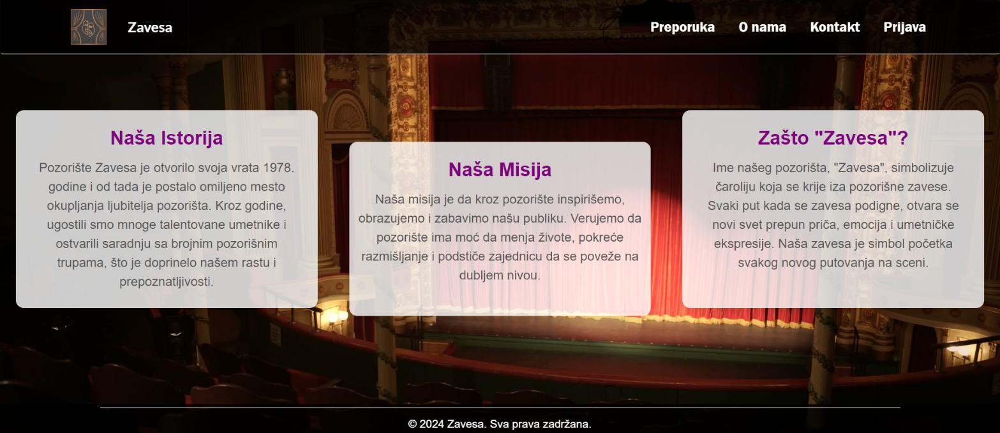 Zavesa
Preporuka
O nama
Kontakt
Prijava
Naša Istorija
Pozorište Zavesa je otvorilo svoja vrata 1978.
godine i od tada je postalo omiljeno mesto
okupljanja ljubitelja pozorišta. Kroz godine,
ugostili smo mnoge talentovane umetnike i
ostvarili saradnju sa brojnim pozorišnim
trupama, što je doprinelo našem rastu i
prepoznatljivosti.
Naša Misija
Naša misija je da kroz pozorište inspirišemo,
obrazujemo i zabavimo našu publiku. Verujemo da
pozorište ima moć da menja živote, pokreće
razmišljanje i podstiče zajednicu da se poveže na
dubljem nivou.
Zašto "Zavesa"?
Ime našeg pozorišta, "Zavesa", simbolizuje
čaroliju koja se krije iza pozorišne zavese.
Svaki put kada se zavesa podigne, otvara se
novi svet prepun priča, emocija i umetničke
ekspresije. Naša zavesa je simbol početka
svakog novog putovanja na sceni.
© 2024 Zavesa. Sva prava zadržana.